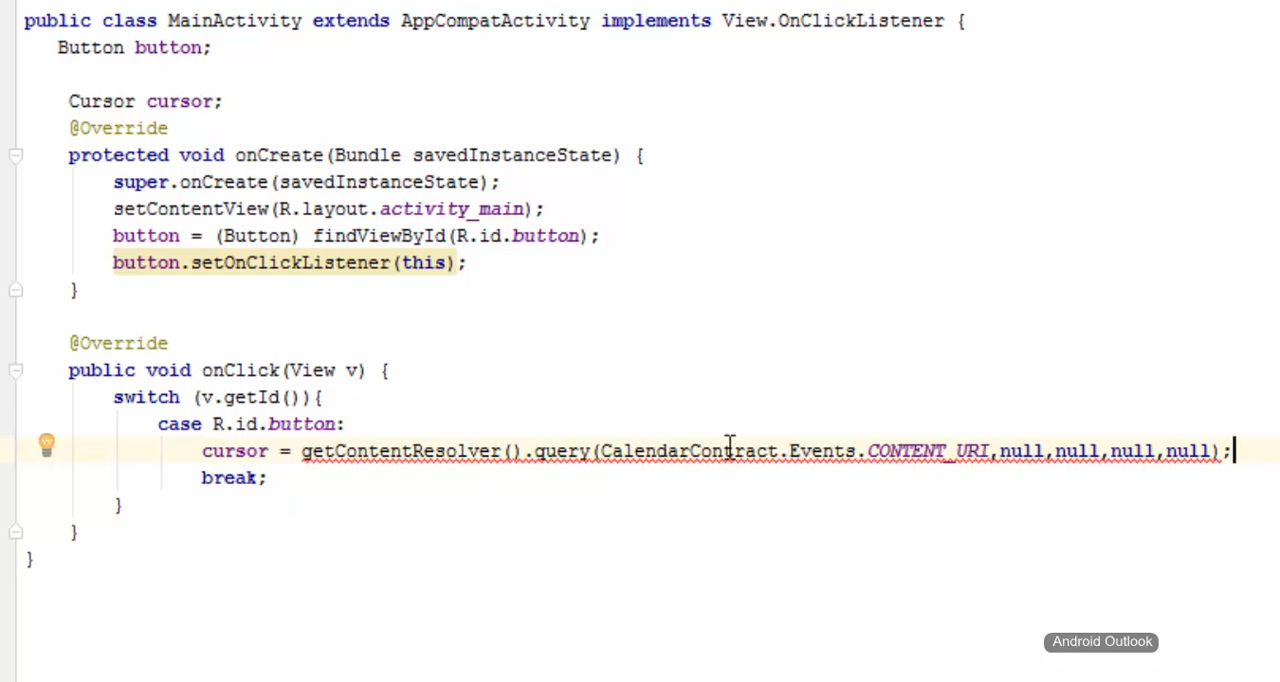 public class MainActivity extends AppCompatActivity implements View.OnClickListener {
Button button;
Cursor cursor;
@Override
protected void onCreate(Bundle savedInstanceState) {
super.onCreate(savedInstanceState);
setContentView(R.layout.activity_main);
button = (Button) findViewById(R.id.button);
button.setOnClickListener(this);
}
@Override
public void onClick(View v) {
switch (v.getId()){
case R.id.button:
cursor = getContentResolver().query(CalendarContract.Events.CONTENT_URI,null,null,null,null);
break;
}
}
}
Android Outlook